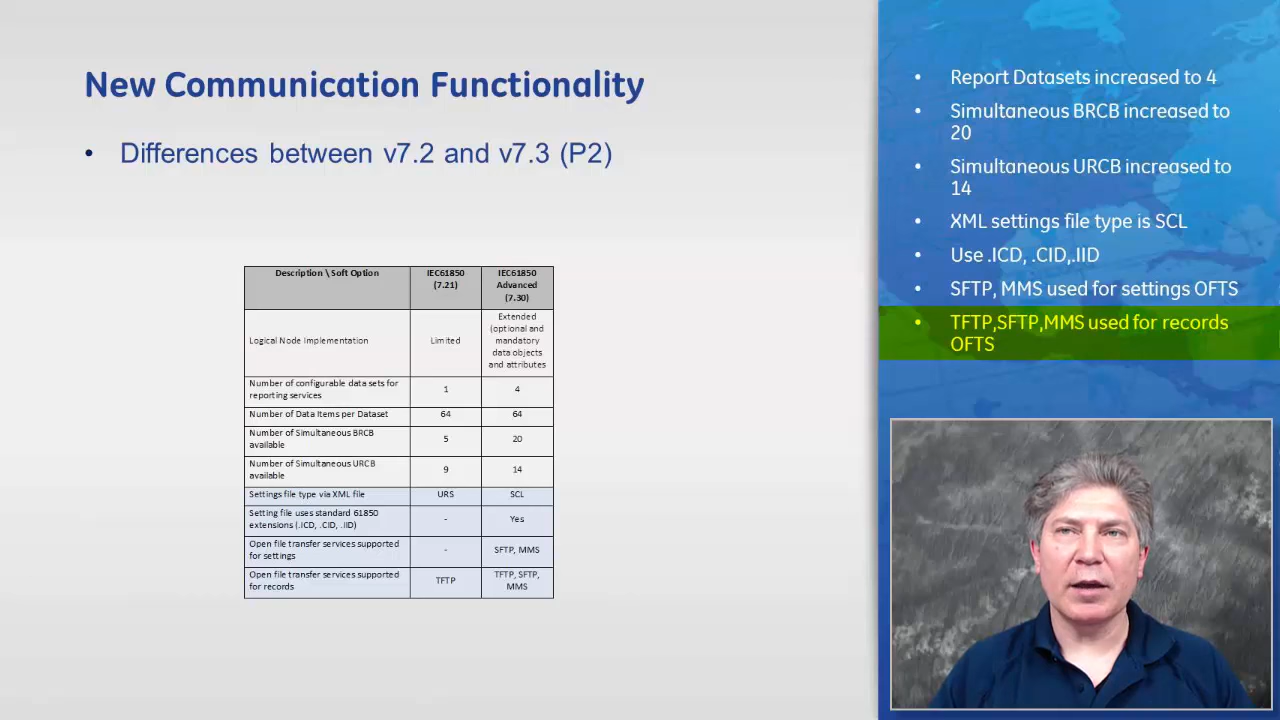 New Communication Functionality
• Differences between v7.2 and v7.3 (P2)
Description \ Soft Option
IEC61850
(7.21)
IEC61850
Advanced
(7.30)
Logical Node Implementation
Limited
Extended
(optional and
mandatory
data objects
and attributes
Number of configurable data sets for
reporting services
1
4
Number of Data Items per Dataset
64
64
Number of Simultaneous BRCB
available
5
20
Number of Simultaneous URCB
available
9
14
Settings file type via XML file
URS
SCL
Setting file uses standard 61850
extensions (.ICD, .CID, .IID)
-
Yes
Open file transfer services supported
for settings
-
SFTP, MMS
Open file transfer services supported
for records
TFTP
TFTP, SFTP,
MMS
• Report Datasets increased to 4
• Simultaneous BRCB increased to
20
• Simultaneous URCB increased to
14
• XML settings file type is SCL
• Use .ICD, .CID,.IID
• SFTP, MMS used for settings OFTS
• TFTP,SFTP,MMS used for records
OFTS